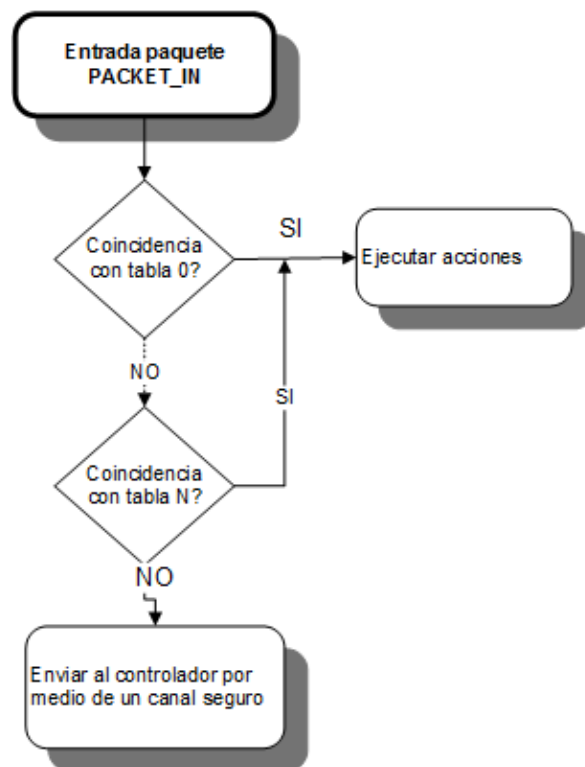 Entrada paquete
PACKET_IN
Coincidencia
con tabla 0?
SI
Ejecutar acciones
NO
SI
Coincidencia
con tabla N?
NO
Enviar al controlador por
medio de un canal seguro